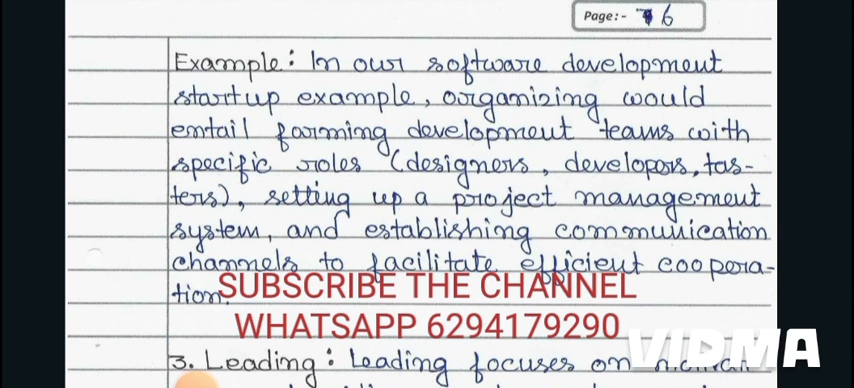 Page:- 6
Example: In our software development
startup example, organizing would
entail forming development teams with
specific roles (designers, developers, tas-
ters), setting up a project management
system, and establishing communication
channels to facilitate efficient coopera-
tion.
SUBSCRIBE THE CHANNEL
WHATSAPP 6294179290
VIDMA
3. Leading: Leading focuses on human